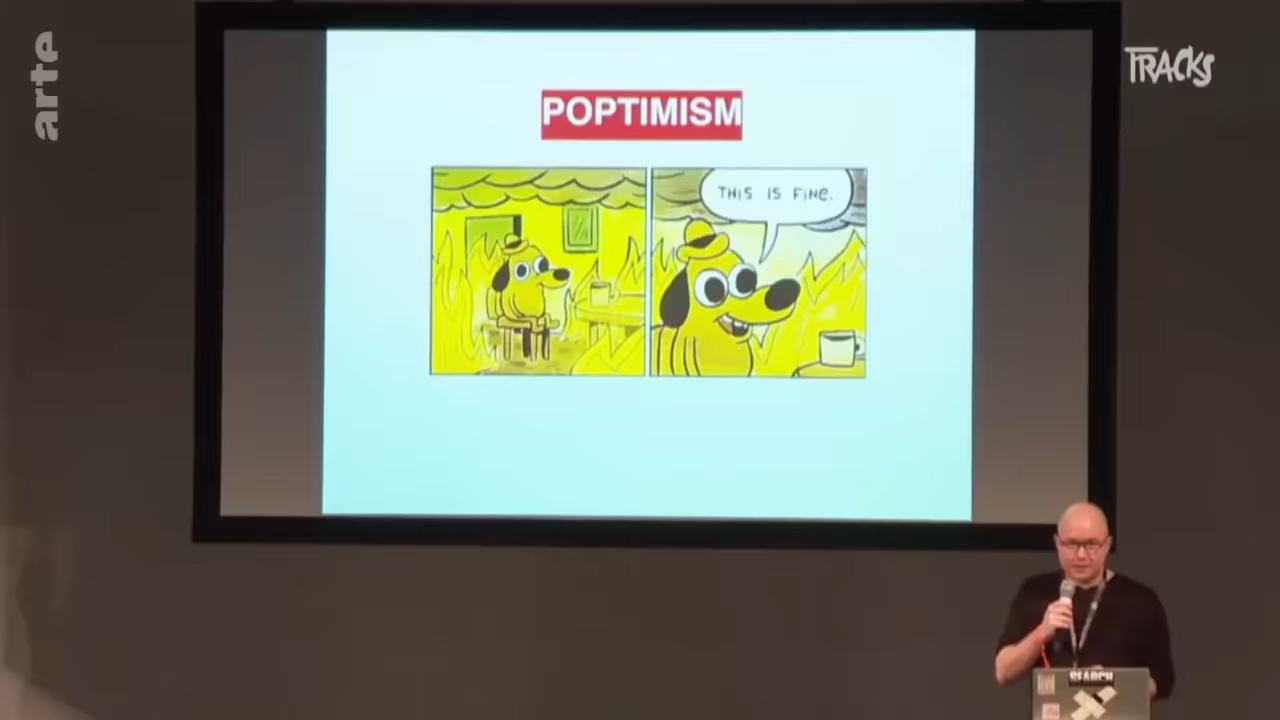 arte
TRACKS
POPTIMISM
THIS IS FINE.
SEARCH